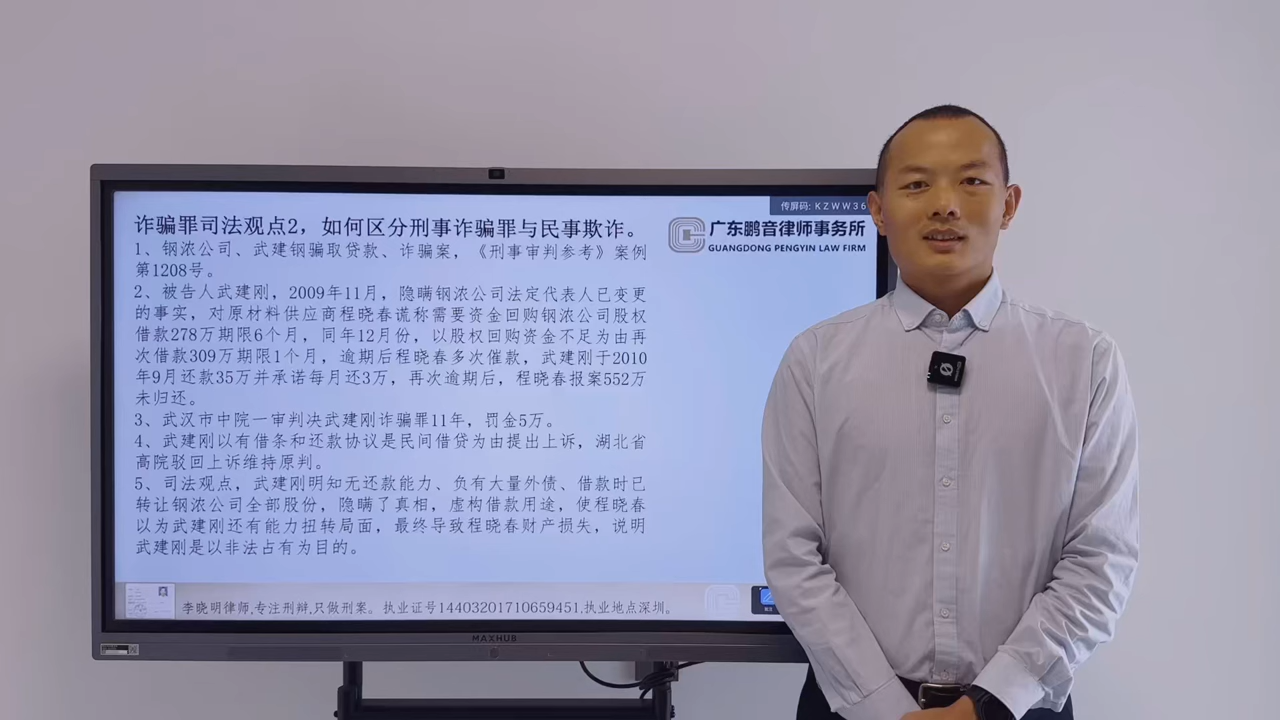 传屏码: KZWW36
诈骗罪司法观点2，如何区分刑事诈骗罪与民事欺诈。
广东鹏音律师事务所
GUANGDONG PENGYIN LAW FIRM
1、钢浓公司、武建钢骗取贷款、诈骗案，《刑事审判参考》案例
第1208号。
2、被告人武建刚，2009年11月，隐瞒钢浓公司法定代表人已变更
的事实，对原材料供应商程晓春谎称需要资金回购钢浓公司股权
借款278万期限6个月，同年12月份，以股权回购资金不足为由再
次借款309万期限1个月，逾期后程晓春多次催款，武建刚于2010
年9月还款35万并承诺每月还3万，再次逾期后，程晓春报案552万
未归还。
3、武汉市中院一审判决武建刚诈骗罪11年，罚金5万。
4、武建刚以有借条和还款协议是民间借贷为由提出上诉，湖北省
高院驳回上诉维持原判。
5、司法观点，武建刚明知无还款能力、负有大量外债、借款时已
转让钢浓公司全部股份，隐瞒了真相，虚构借款用途，使程晓春
以为武建刚还有能力扭转局面，最终导致程晓春财产损失，说明
武建刚是以非法占有为目的。
李晓明律师,专注刑辩,只做刑案。执业证号14403201710659451,执业地点深圳。
MAXHUB